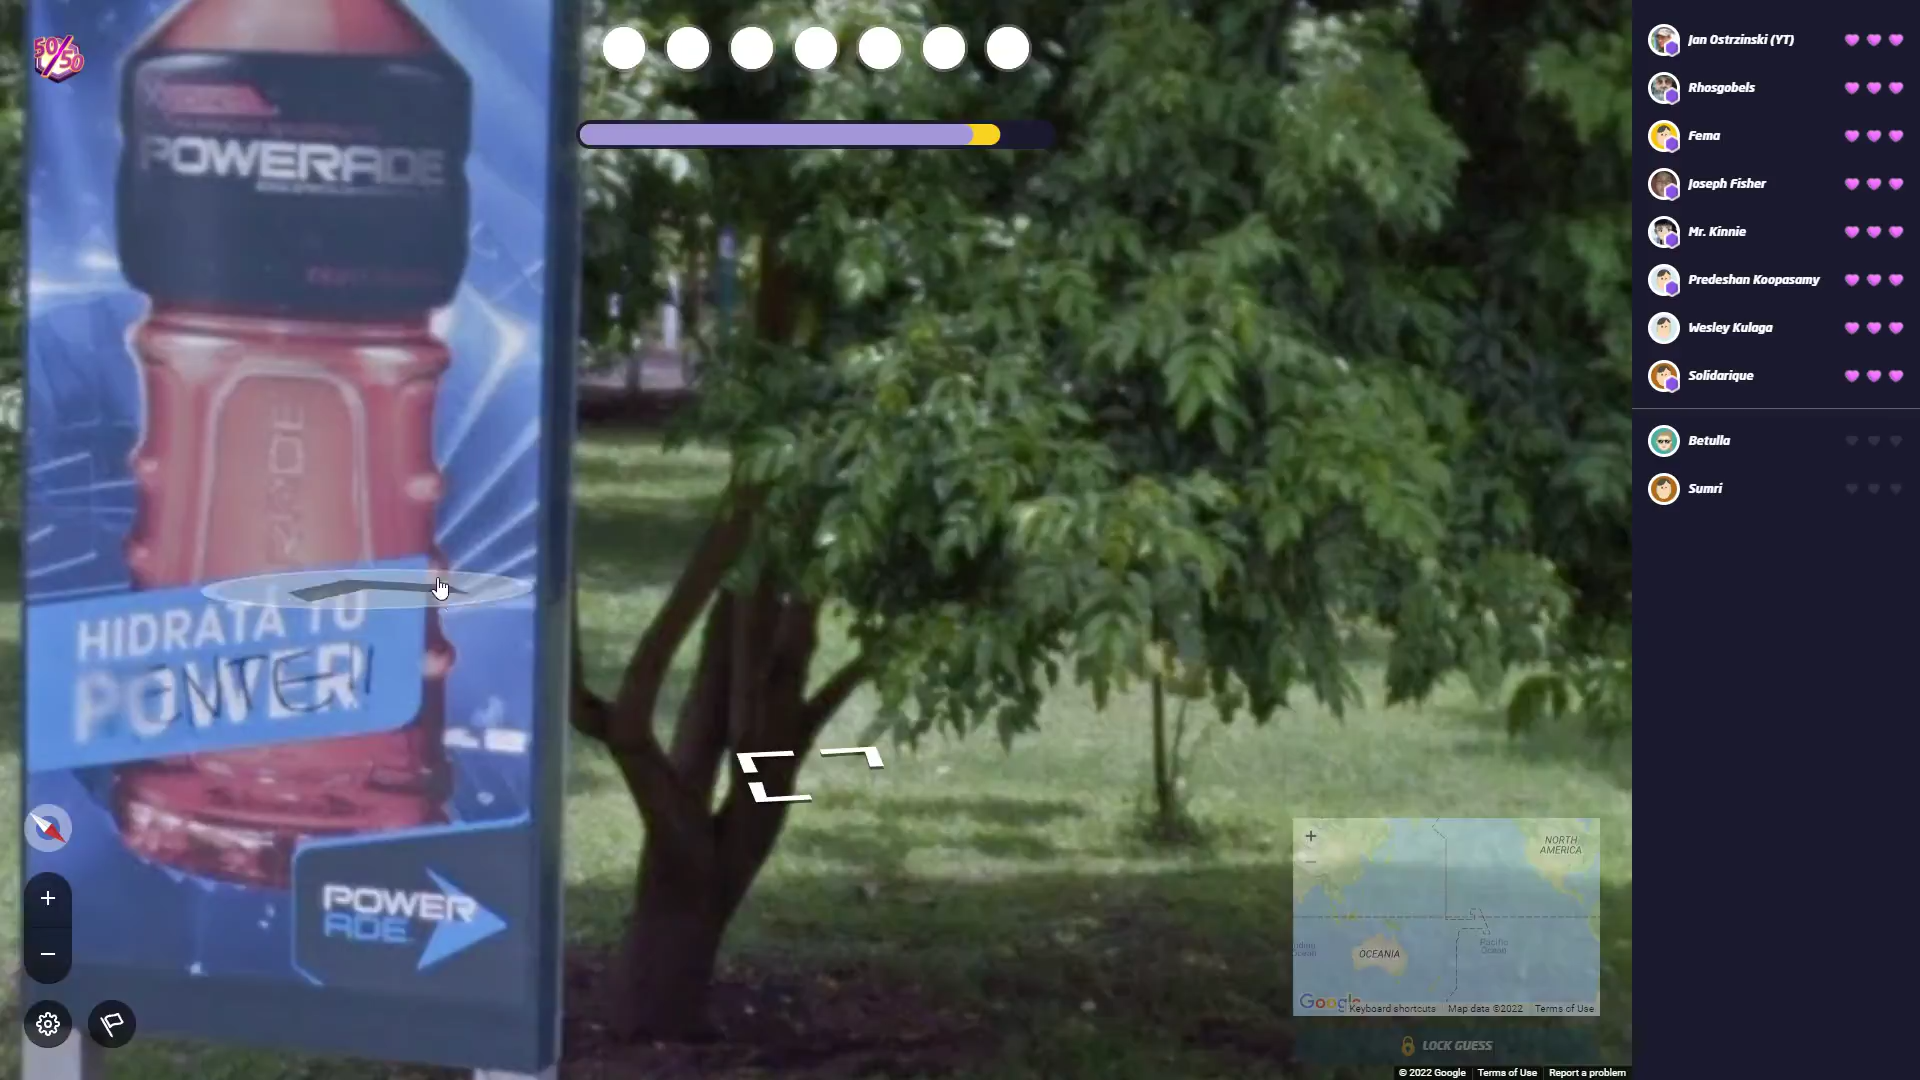 50/50
POWERADE
HIDRATA TU
POWER
POWER
ADE
Jan Ostrzinski (YT)
Rhosgobels
Fema
Joseph Fisher
Mr. Kinnie
Predeshan Koopasamy
Wesley Kulaga
Solidarique
Betulla
Sumri
+
−
+
−
NORTH
AMERICA
OCEANIA
Pacific
Ocean
Google
Keyboard shortcuts
Map data ©2022
Terms of Use
LOCK GUESS
© 2022 Google
Terms of Use
Report a problem